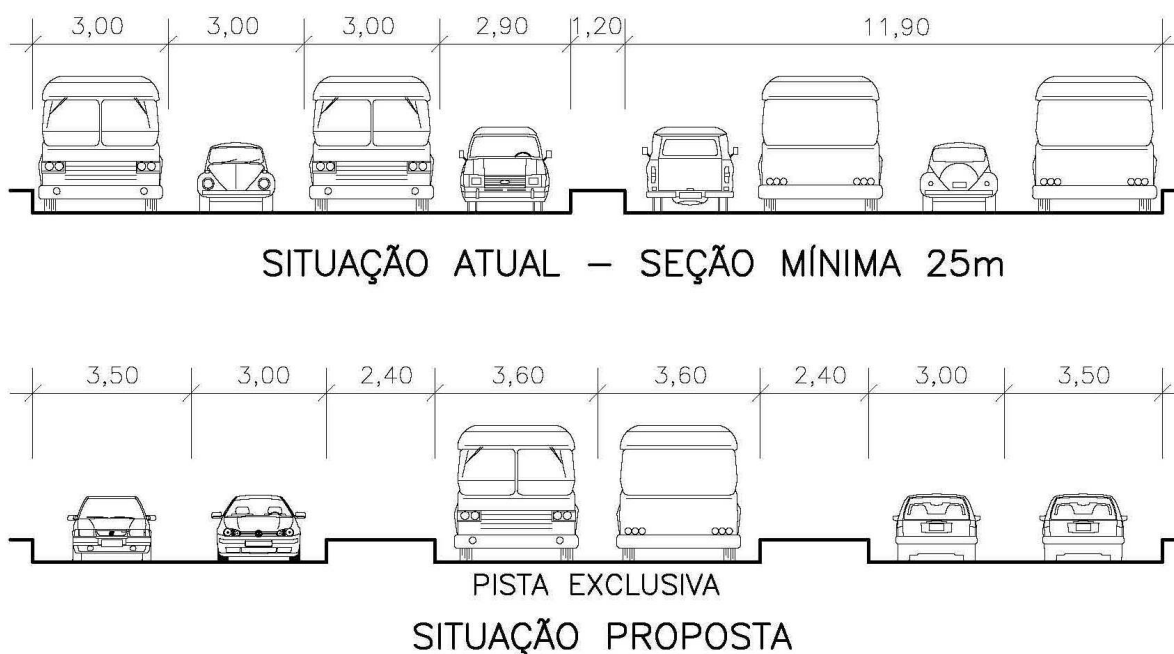 3,00 3,00 3,00 2,90 1,20 11,90
SITUAÇÃO ATUAL – SEÇÃO MÍNIMA 25m
3,50 3,00 2,40 3,60 3,60 2,40 3,00 3,50
PISTA EXCLUSIVA
SITUAÇÃO PROPOSTA